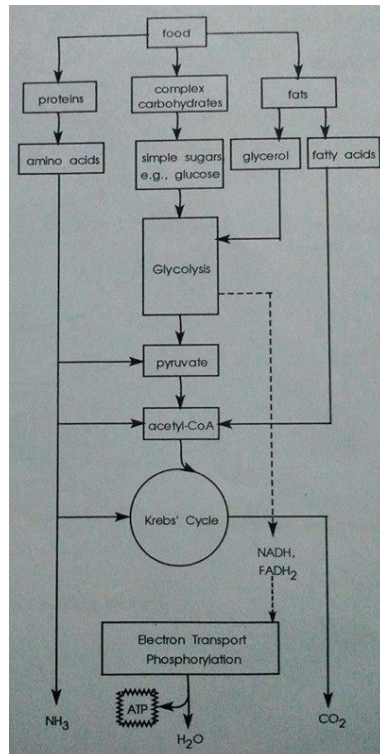 food
proteins
complex
carbohydrates
fats
amino acids
simple sugars
e.g., glucose
glycerol
fatty acids
Glycolysis
pyruvate
acetyl-CoA
Krebs' Cycle
NADH,
FADH2
Electron Transport
Phosphorylation
ATP
NH3
H2O
CO2